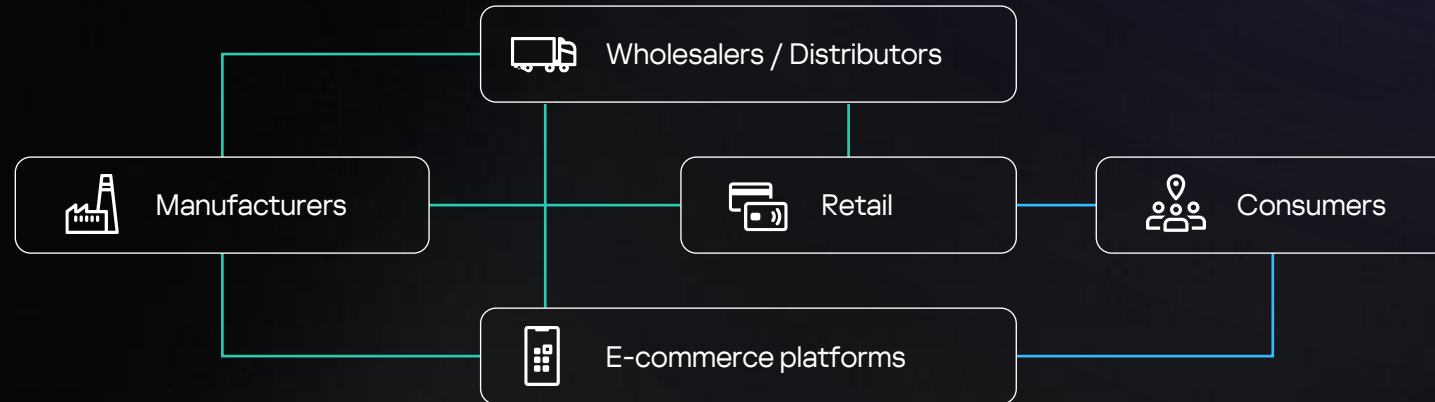 Wholesalers / Distributors
Manufacturers
Retail
Consumers
E-commerce platforms